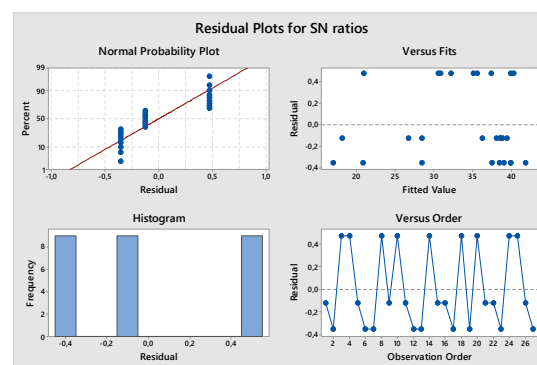 Residual Plots for SN ratios
Normal Probability Plot
Percent
99
90
50
10
1
-1,0 -0,5 0,0 0,5 1,0
Residual
Versus Fits
Residual
0,4
0,2
0,0
-0,2
-0,4
20 25 30 35 40
Fitted Value
Histogram
Frequency
8
6
4
2
0
-0,4 -0,2 0,0 0,2 0,4
Residual
Versus Order
Residual
0,4
0,2
0,0
-0,2
-0,4
2 4 6 8 10 12 14 16 18 20 22 24 26
Observation Order